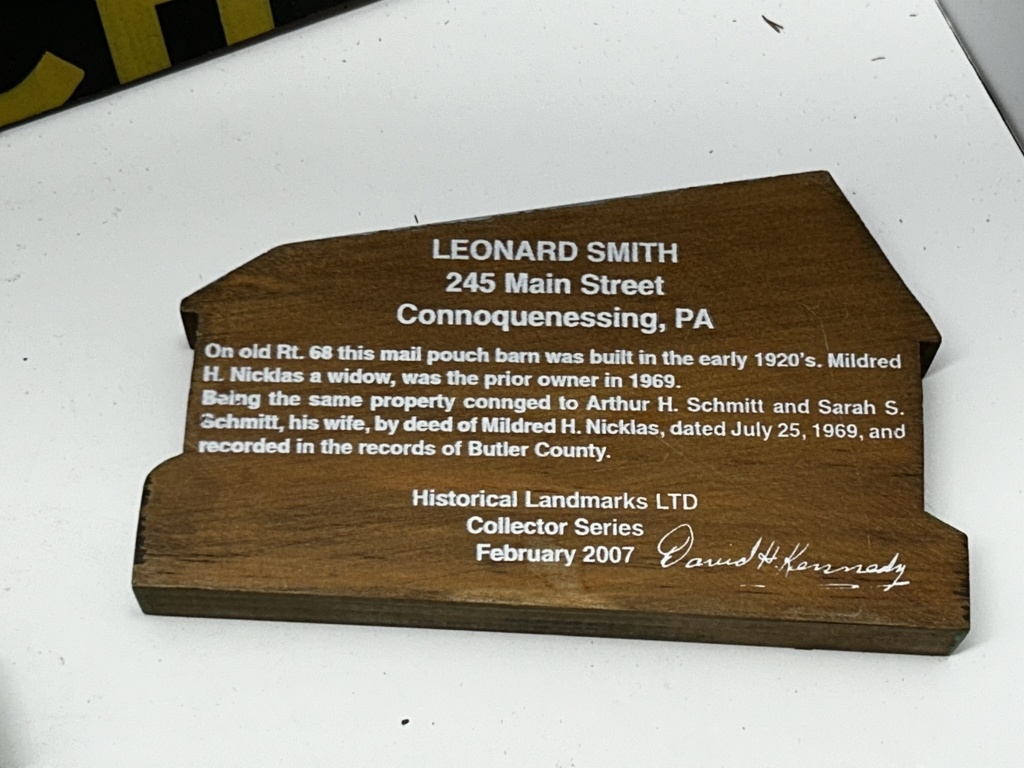 CH
LEONARD SMITH
245 Main Street
Connoquenessing, PA
On old Rt. 68 this mail pouch barn was built in the early 1920's. Mildred
H. Nicklas a widow, was the prior owner in 1969.
Being the same property connged to Arthur H. Schmitt and Sarah S.
Schmitt, his wife, by deed of Mildred H. Nicklas, dated July 25, 1969, and
recorded in the records of Butler County.
Historical Landmarks LTD
Collector Series
February 2007 David H. Kennedy